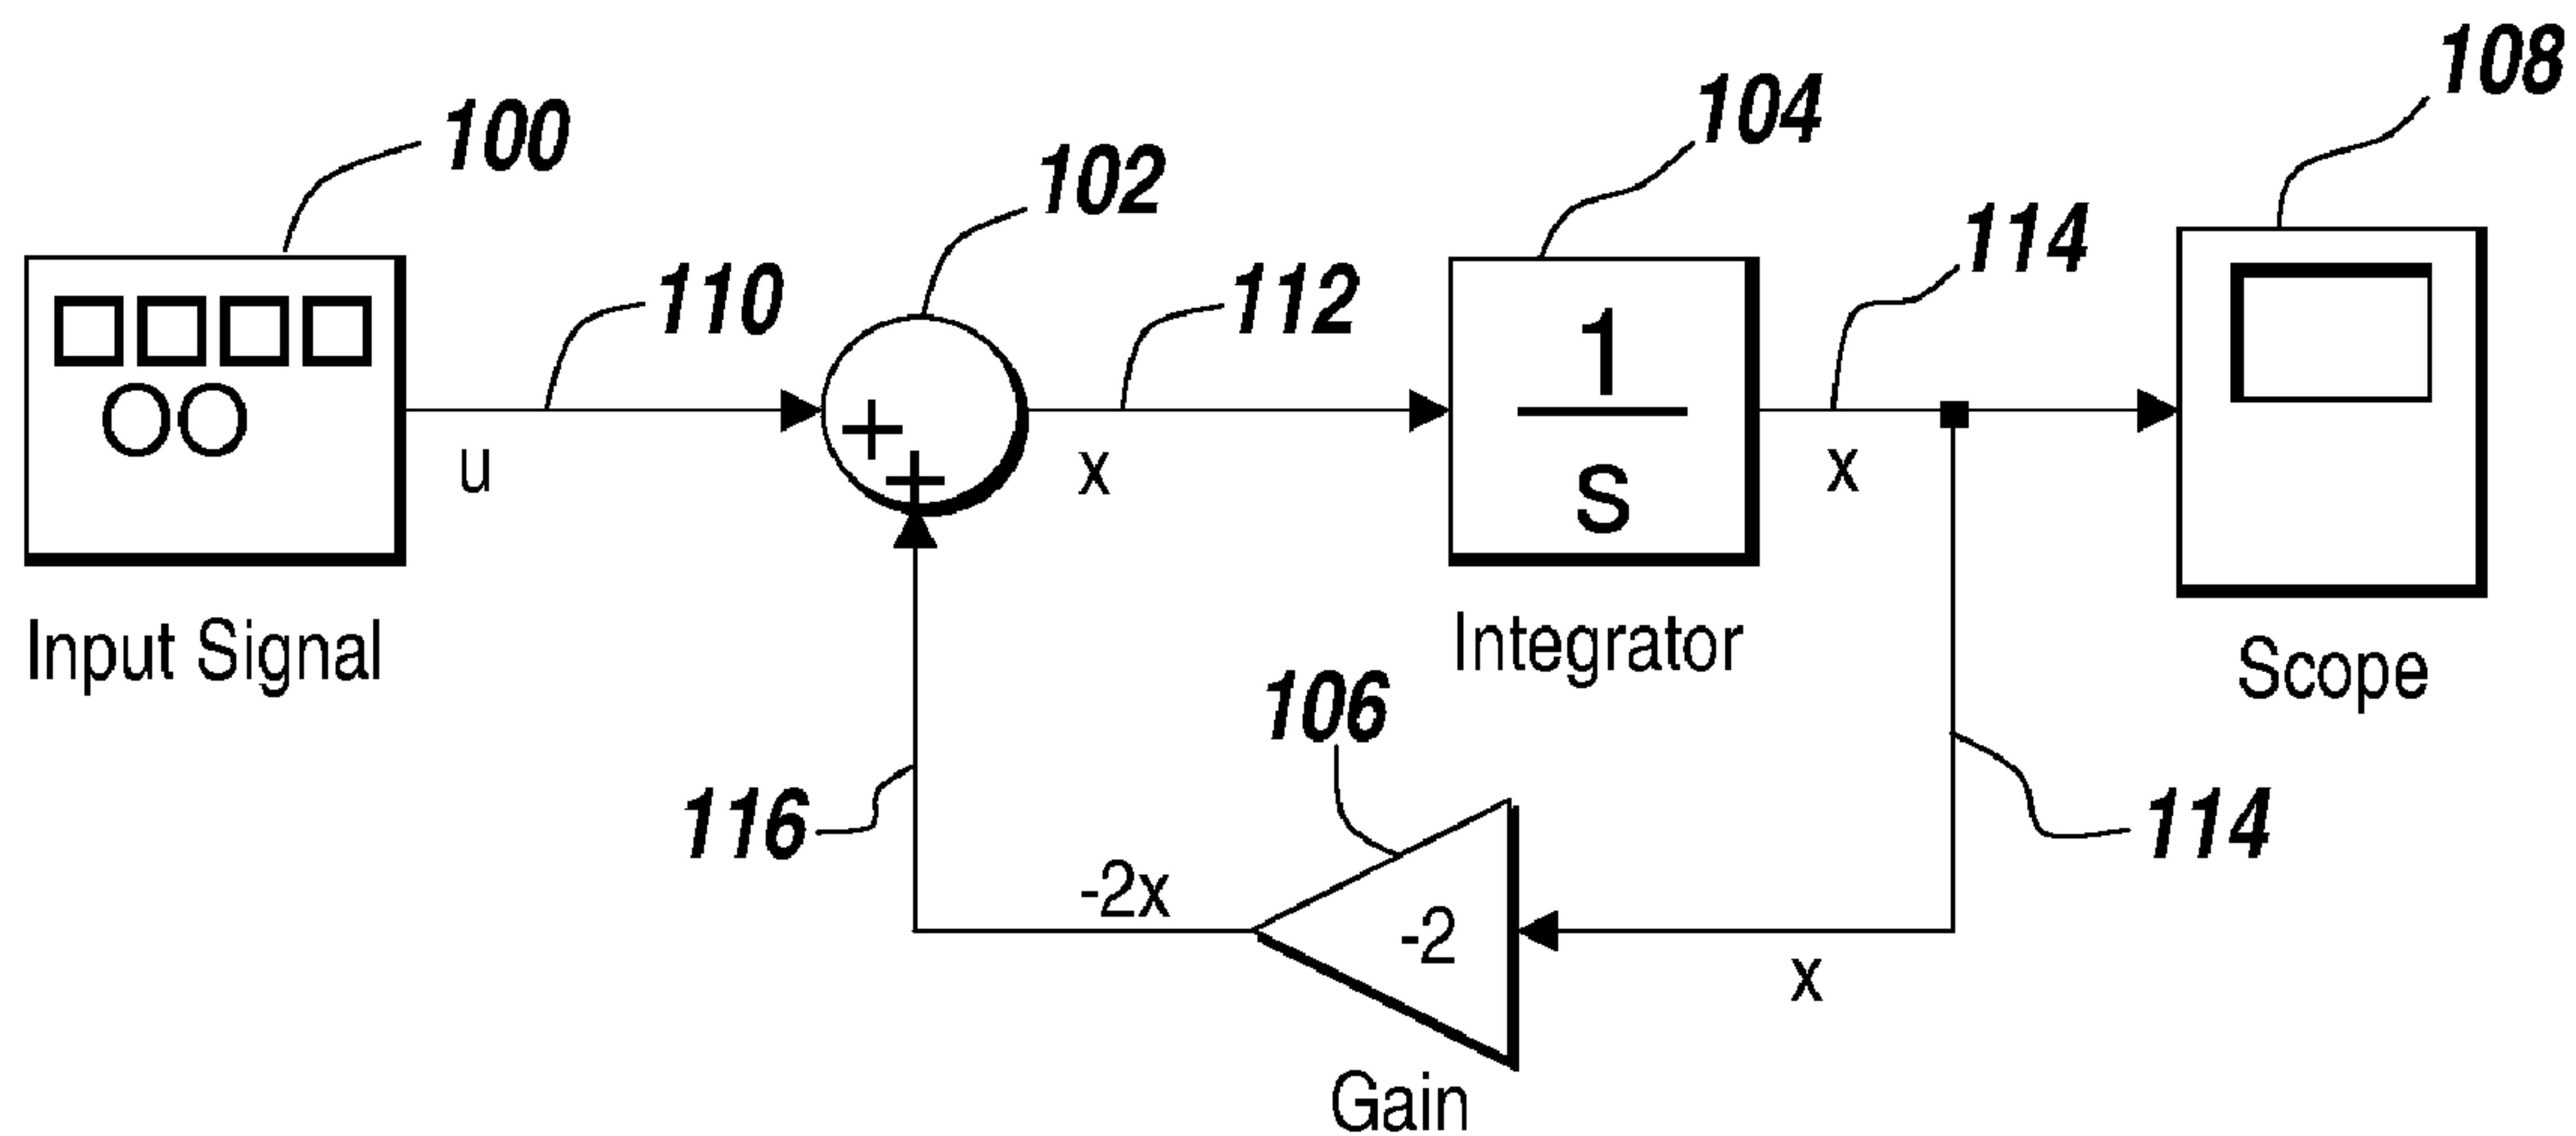 100
102
104
108
110
112
114
u
+
+
x
1
S
x
Input Signal
Integrator
Scope
106
116
114
-2x
-2
x
Gain